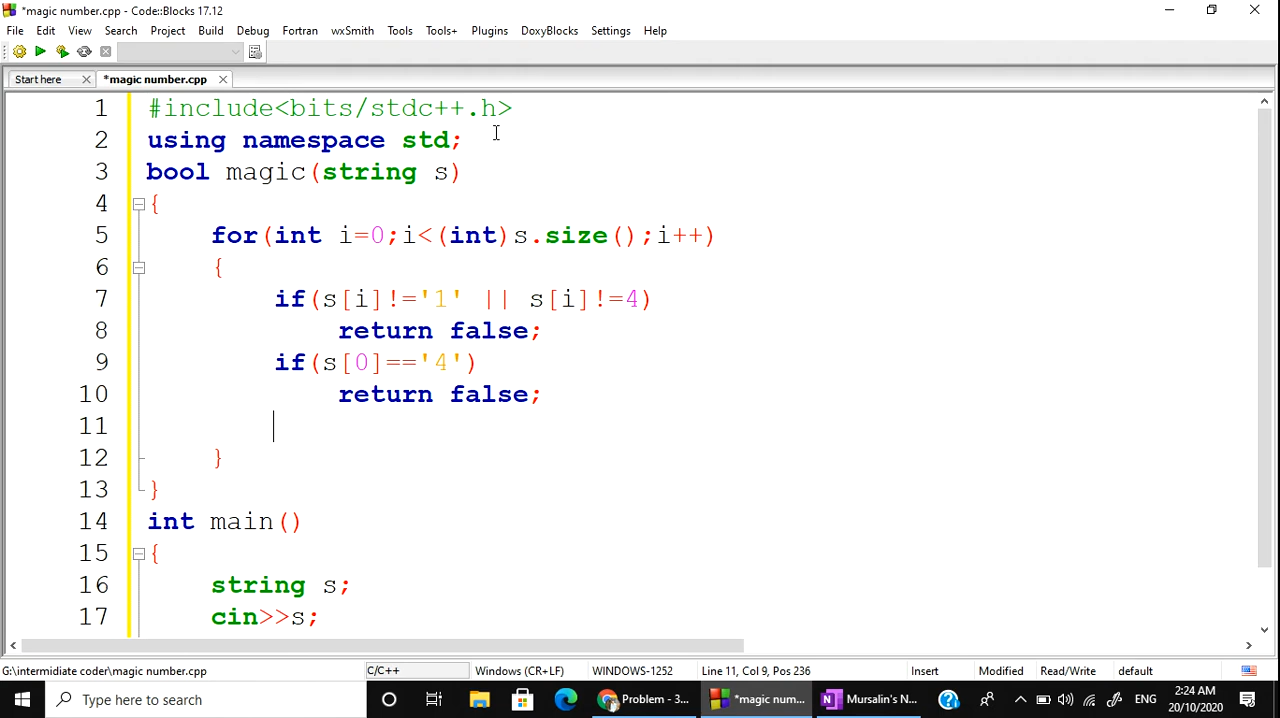 *magic number.cpp - Code::Blocks 17.12
File Edit View Search Project Build Debug Fortran wxSmith Tools Tools+ Plugins DoxyBlocks Settings Help
Start here *magic number.cpp
1 #include<bits/stdc++.h>
2 using namespace std;
3 bool magic(string s)
4 {
5 for(int i=0;i<(int)s.size();i++)
6 {
7 if(s[i]!='1' || s[i]!=4)
8 return false;
9 if(s[0]=='4')
10 return false;
11
12 }
13 }
14 int main()
15 {
16 string s;
17 cin>>s;
G:\intermidiate coder\magic number.cpp C/C++ Windows (CR+LF) WINDOWS-1252 Line 11, Col 9, Pos 236 Insert Modified Read/Write default
Type here to search Problem - 3... *magic num... Mursalin's N... ENG 2:24 AM
20/10/2020